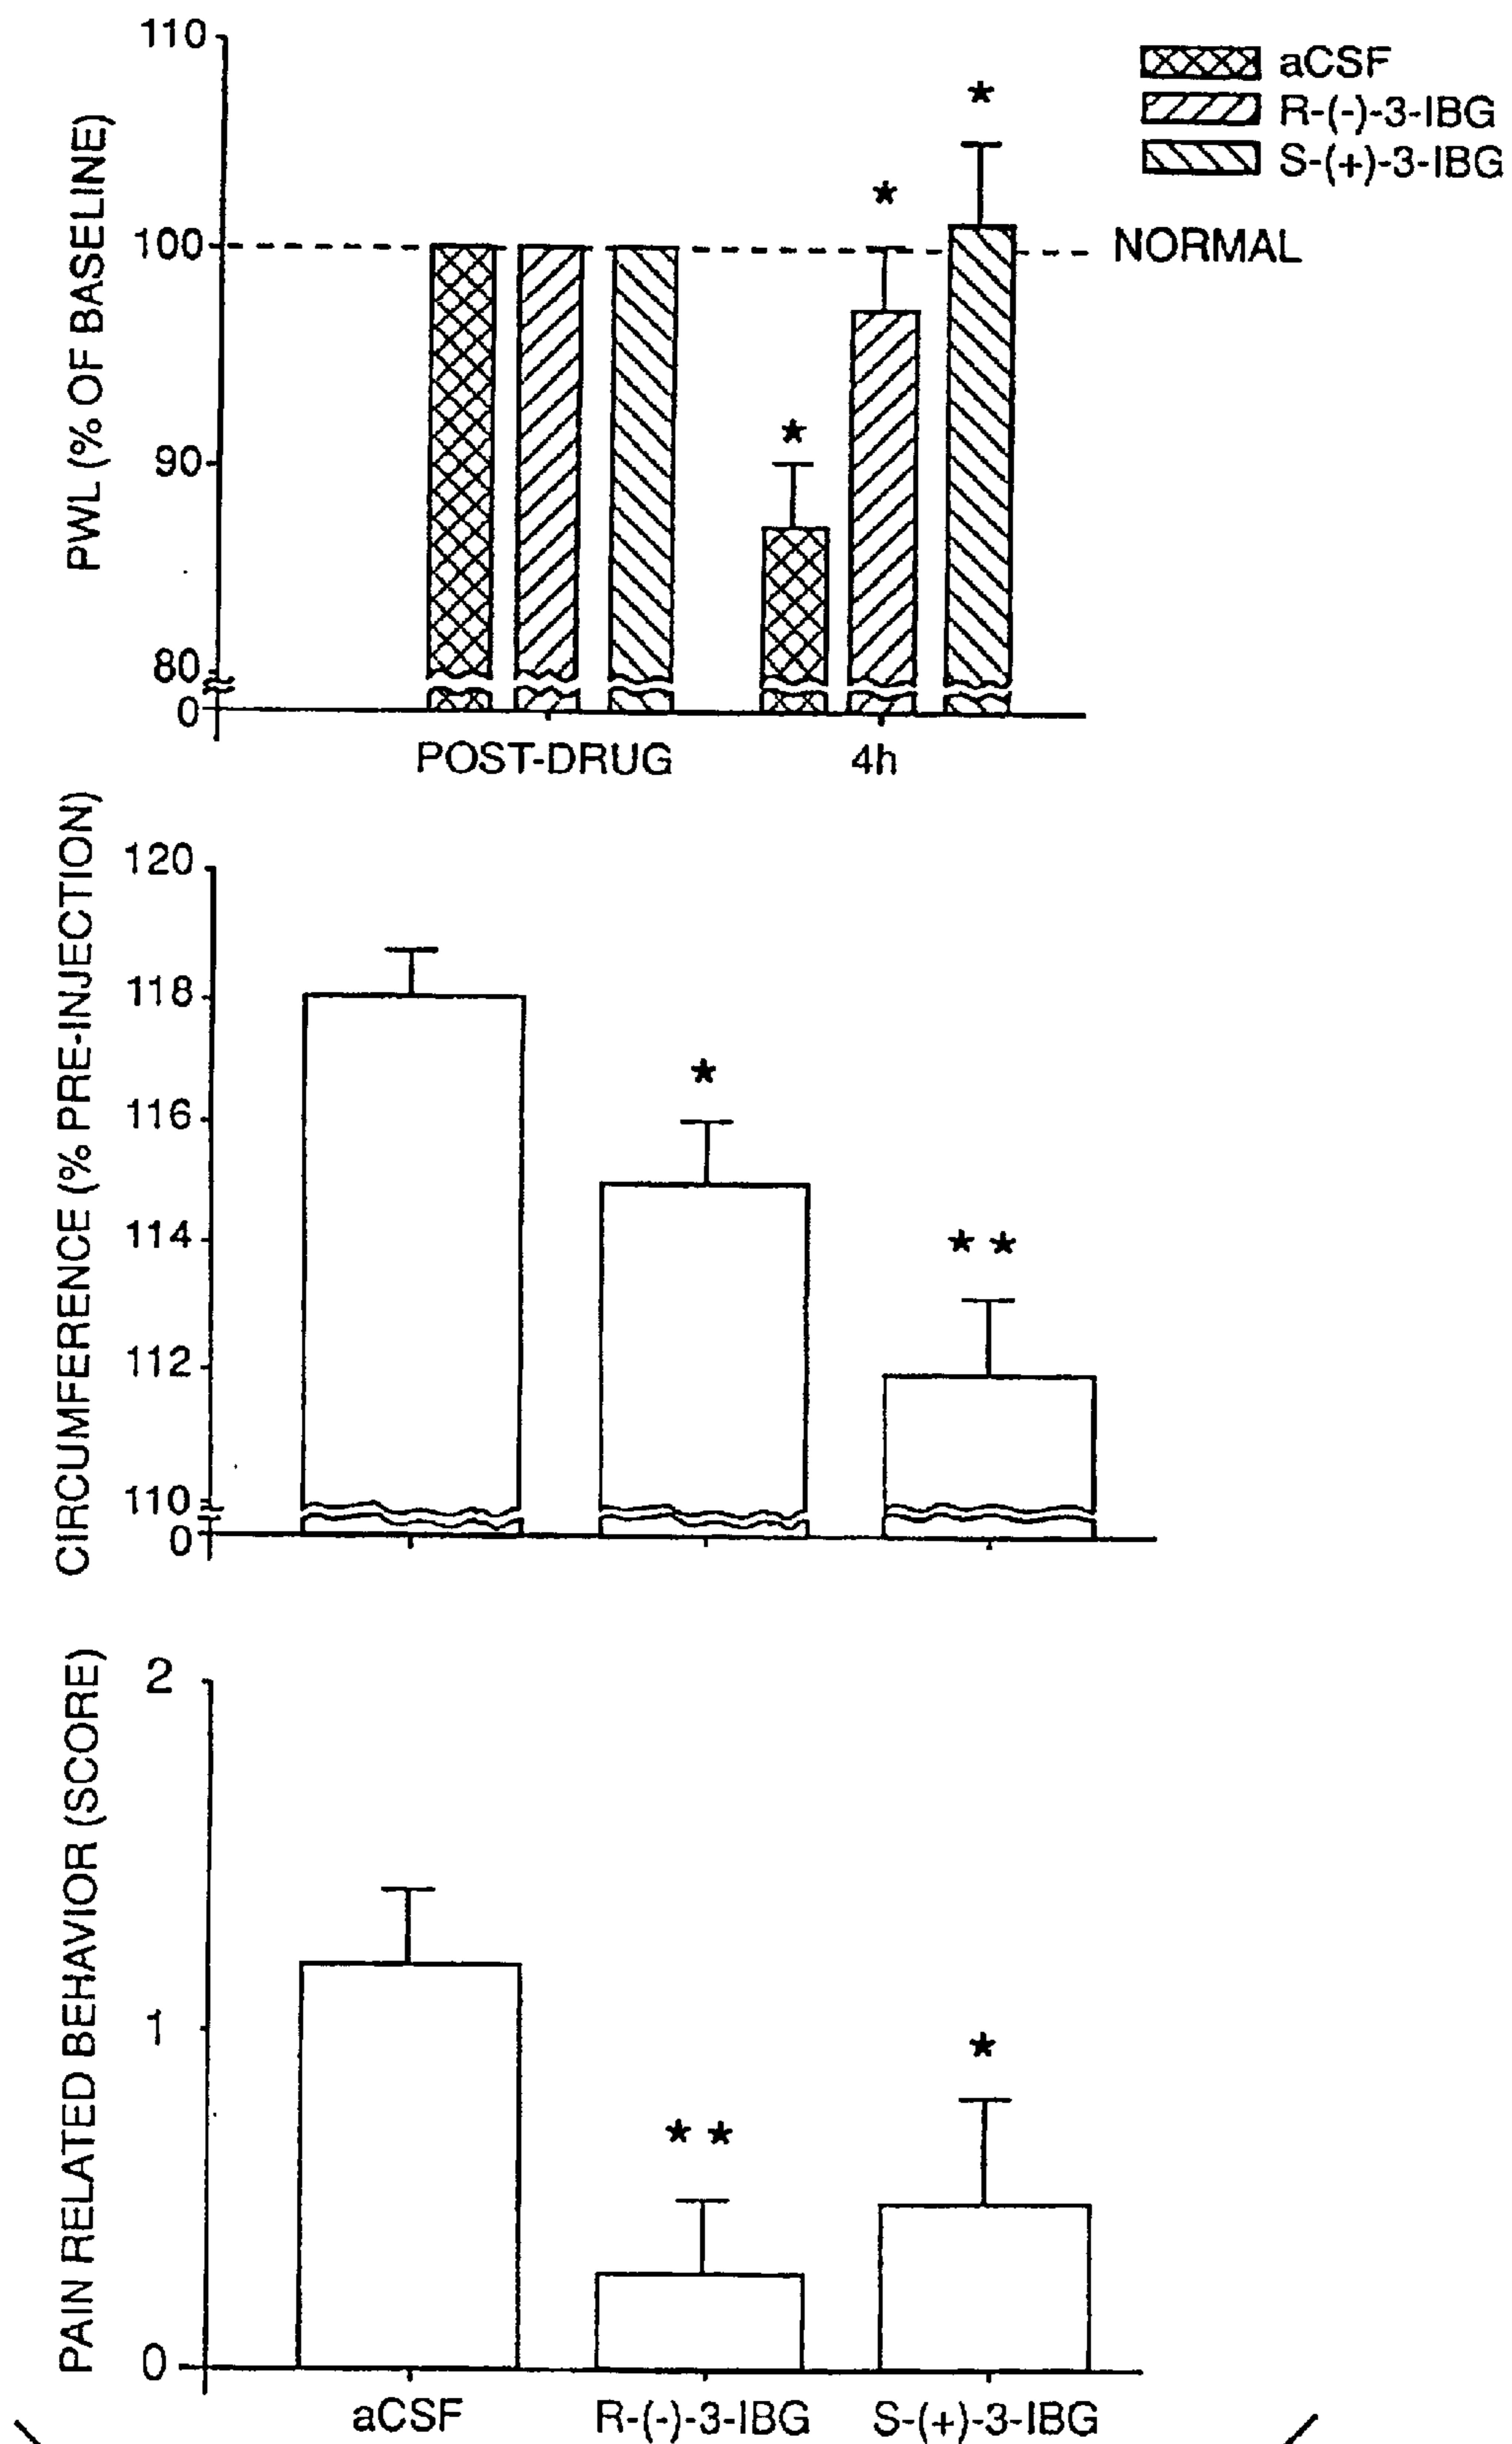 110
aCSF
R-(-)-3-IBG
S-(+)-3-IBG
*
*
100
NORMAL
*
90
80
0
POST-DRUG
4h
PWL (% OF BASELINE)
120
118
116
*
114
* *
112
110
0
CIRCUMFERENCE (% PRE-INJECTION)
2
1
*
* *
0
PAIN RELATED BEHAVIOR (SCORE)
aCSF
R-(-)-3-IBG
S-(+)-3-IBG